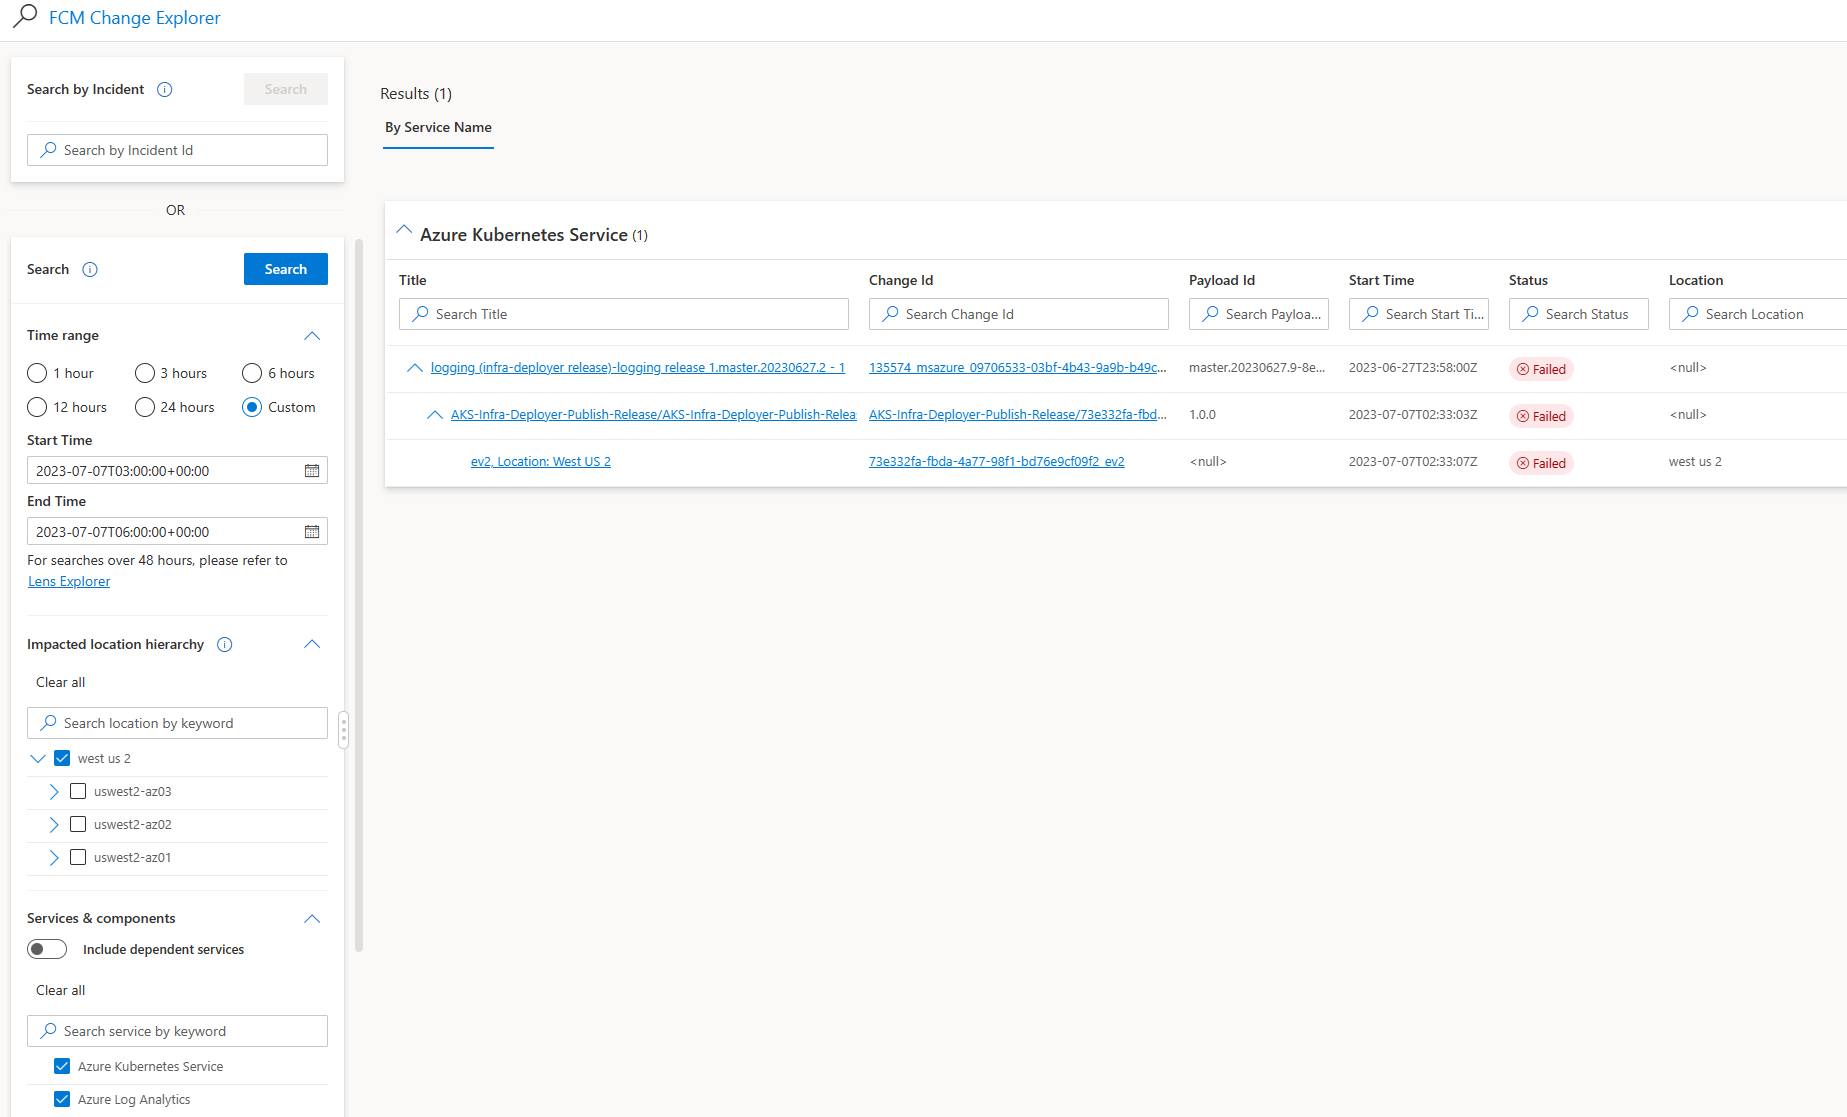 FCM Change Explorer
Search by Incident
Search
Search by Incident Id
OR
Search
Search
Time range
1 hour
3 hours
6 hours
12 hours
24 hours
Custom
Start Time
2023-07-07T03:00:00+00:00
End Time
2023-07-07T06:00:00+00:00
For searches over 48 hours, please refer to
Lens Explorer
Impacted location hierarchy
Clear all
Search location by keyword
west us 2
uswest2-az03
uswest2-az02
uswest2-az01
Services & components
Include dependent services
Clear all
Search service by keyword
Azure Kubernetes Service
Azure Log Analytics
Results (1)
By Service Name
Azure Kubernetes Service (1)
Title Change Id Payload Id Start Time Status Location
Search Title Search Change Id Search Payloa... Search Start Ti... Search Status Search Location
logging (infra-deployer release)-logging release 1.master.20230627.2 - 1 135574_msazure_09706533-03bf-4b43-9a9b-b49c... master.20230627.9-8e... 2023-06-27T23:58:00Z Failed <null>
AKS-Infra-Deployer-Publish-Release/AKS-Infra-Deployer-Publish-Relea AKS-Infra-Deployer-Publish-Release/73e332fa-fbd... 1.0.0 2023-07-07T02:33:03Z Failed <null>
ev2, Location: West US 2 73e332fa-fbda-4a77-98f1-bd76e9cf09f2_ev2 <null> 2023-07-07T02:33:07Z Failed west us 2